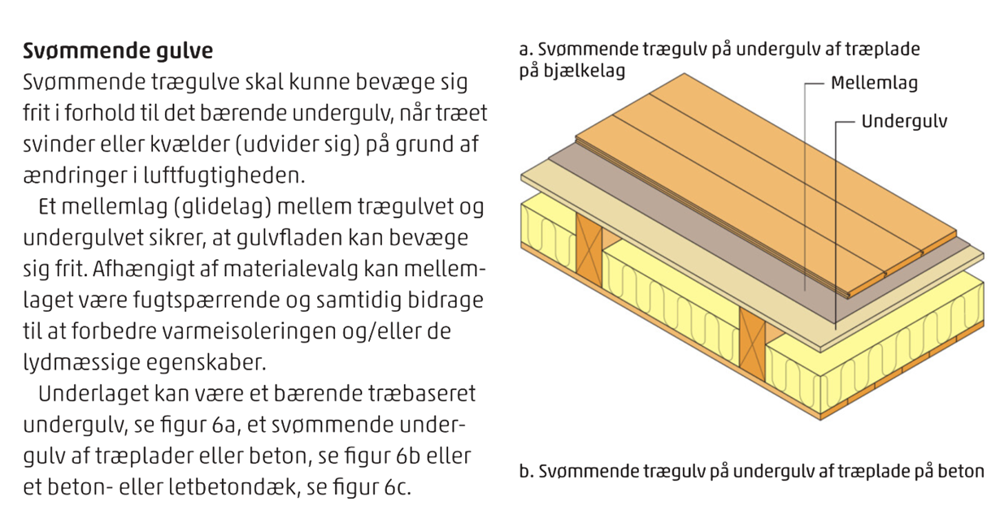 Svømmende gulve
Svømmende trægulve skal kunne bevæge sig
frit i forhold til det bærende undergulv, når træet
svinder eller kvælder (udvider sig) på grund af
ændringer i luftfugtigheden.
Et mellemlag (glidelag) mellem trægulvet og
undergulvet sikrer, at gulvfladen kan bevæge
sig frit. Afhængigt af materialevalg kan mellem-
laget være fugtspærrende og samtidig bidrage
til at forbedre varmeisoleringen og/eller de
lydmæssige egenskaber.
Underlaget kan være et bærende træbaseret
undergulv, se figur 6a, et svømmende under-
gulv af træplader eller beton, se figur 6b eller
et beton- eller letbetondæk, se figur 6c.
a. Svømmende trægulv på undergulv af træplade
på bjælkelag
Mellemlag
Undergulv
b. Svømmende trægulv på undergulv af træplade på beton